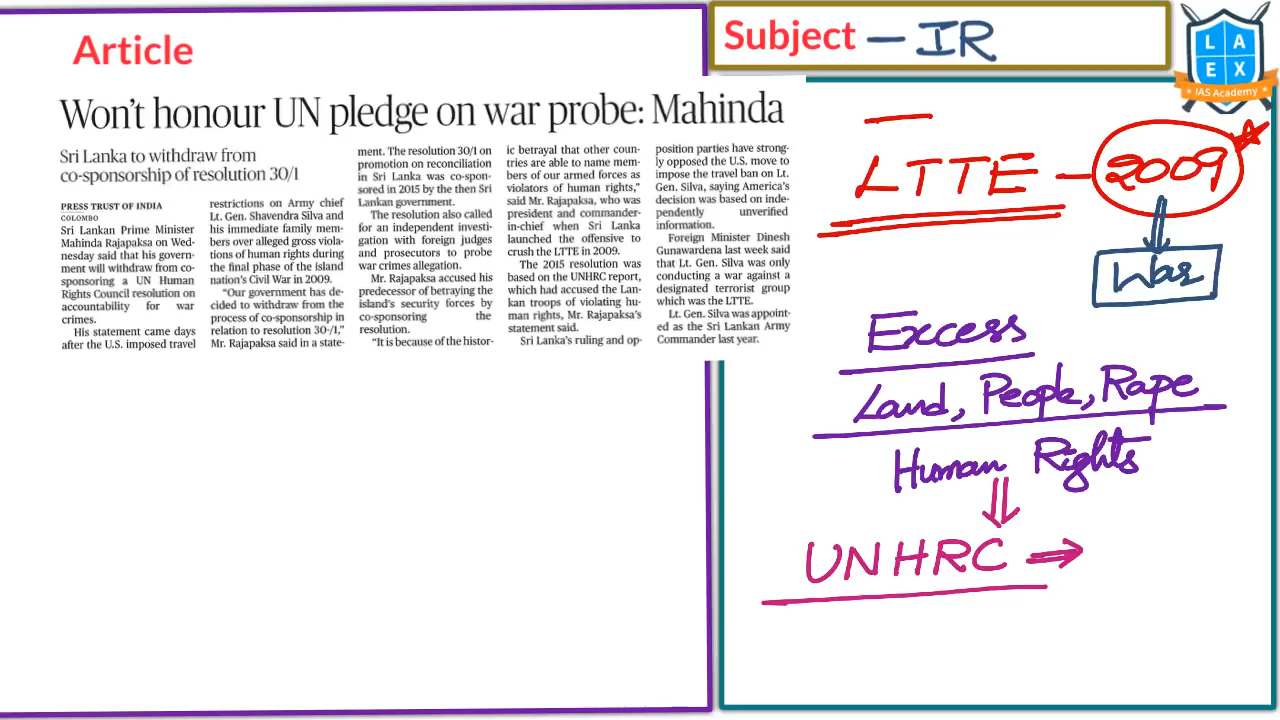 Article
Subject - IR
L A
E X
IAS Academy
Won't honour UN pledge on war probe: Mahinda
Sri Lanka to withdraw from
co-sponsorship of resolution 30/1
PRESS TRUST OF INDIA
COLOMBO
Sri Lankan Prime Minister
Mahinda Rajapaksa on Wed-
nesday said that his govern-
ment will withdraw from co-
sponsoring a UN Human
Rights Council resolution on
accountability for war
crimes.
His statement came days
after the U.S. imposed travel
restrictions on Army chief
Lt. Gen. Shavendra Silva and
his immediate family mem-
bers over alleged gross viola-
tions of human rights during
the final phase of the island
nation's Civil War in 2009.
"Our government has de-
cided to withdraw from the
process of co-sponsorship in
relation to resolution 30-/1,"
Mr. Rajapaksa said in a state-
ment. The resolution 30/1 on
promotion on reconciliation
in Sri Lanka was co-spon-
sored in 2015 by the then Sri
Lankan government.
The resolution also called
for an independent investi-
gation with foreign judges
and prosecutors to probe
war crimes allegation.
Mr. Rajapaksa accused his
predecessor of betraying the
island's security forces by
co-sponsoring the
resolution.
"It is because of the histor-
ic betrayal that other coun-
tries are able to name mem-
bers of our armed forces as
violators of human rights,"
said Mr. Rajapaksa, who was
president and commander-
in-chief when Sri Lanka
launched the offensive to
crush the LTTE in 2009.
The 2015 resolution was
based on the UNHRC report,
which had accused the Lan-
kan troops of violating hu-
man rights, Mr. Rajapaksa's
statement said.
Sri Lanka's ruling and op-
position parties have strong-
ly opposed the U.S. move to
impose the travel ban on Lt.
Gen. Silva, saying America's
decision was based on inde-
pendently unverified
information.
Foreign Minister Dinesh
Gunawardena last week said
that Lt. Gen. Silva was only
conducting a war against a
designated terrorist group
which was the LTTE.
Lt. Gen. Silva was appoint-
ed as the Sri Lankan Army
Commander last year.
LTTE - 2009
War
Excess
Land, People, Rape
Human Rights
UNHRC